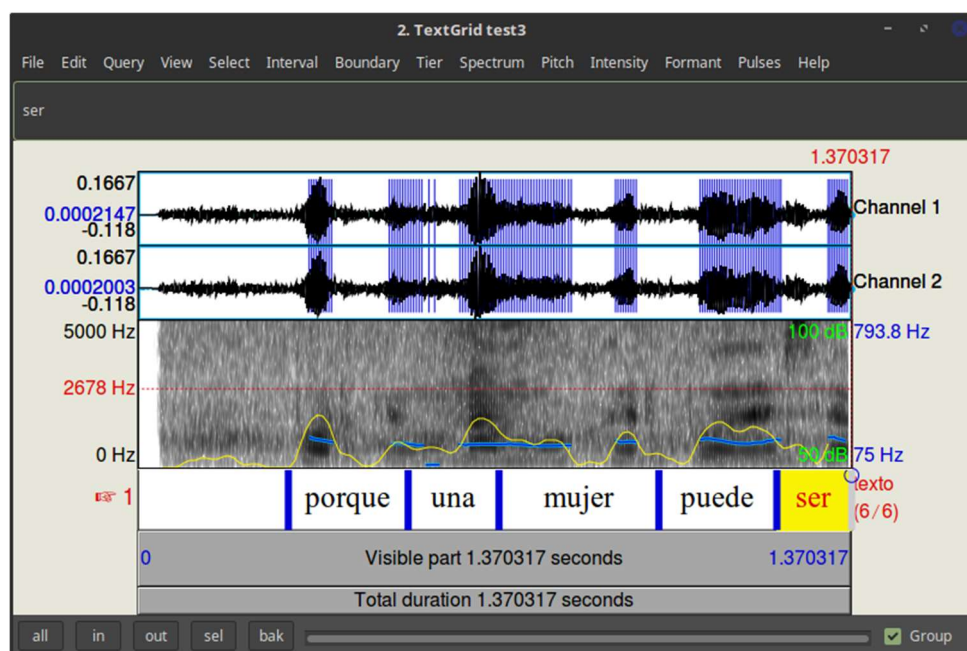 2. TextGrid test3
File Edit Query View Select Interval Boundary Tier Spectrum Pitch Intensity Formant Pulses Help
ser
1.370317
0.1667
0.0002147
-0.118
Channel 1
0.1667
0.0002003
-0.118
Channel 2
5000 Hz 100 dB 793.8 Hz
2678 Hz
0 Hz 50 dB 75 Hz
☞ 1 porque una mujer puede ser texto
(6/6)
0 Visible part 1.370317 seconds 1.370317
Total duration 1.370317 seconds
all in out sel bak Group